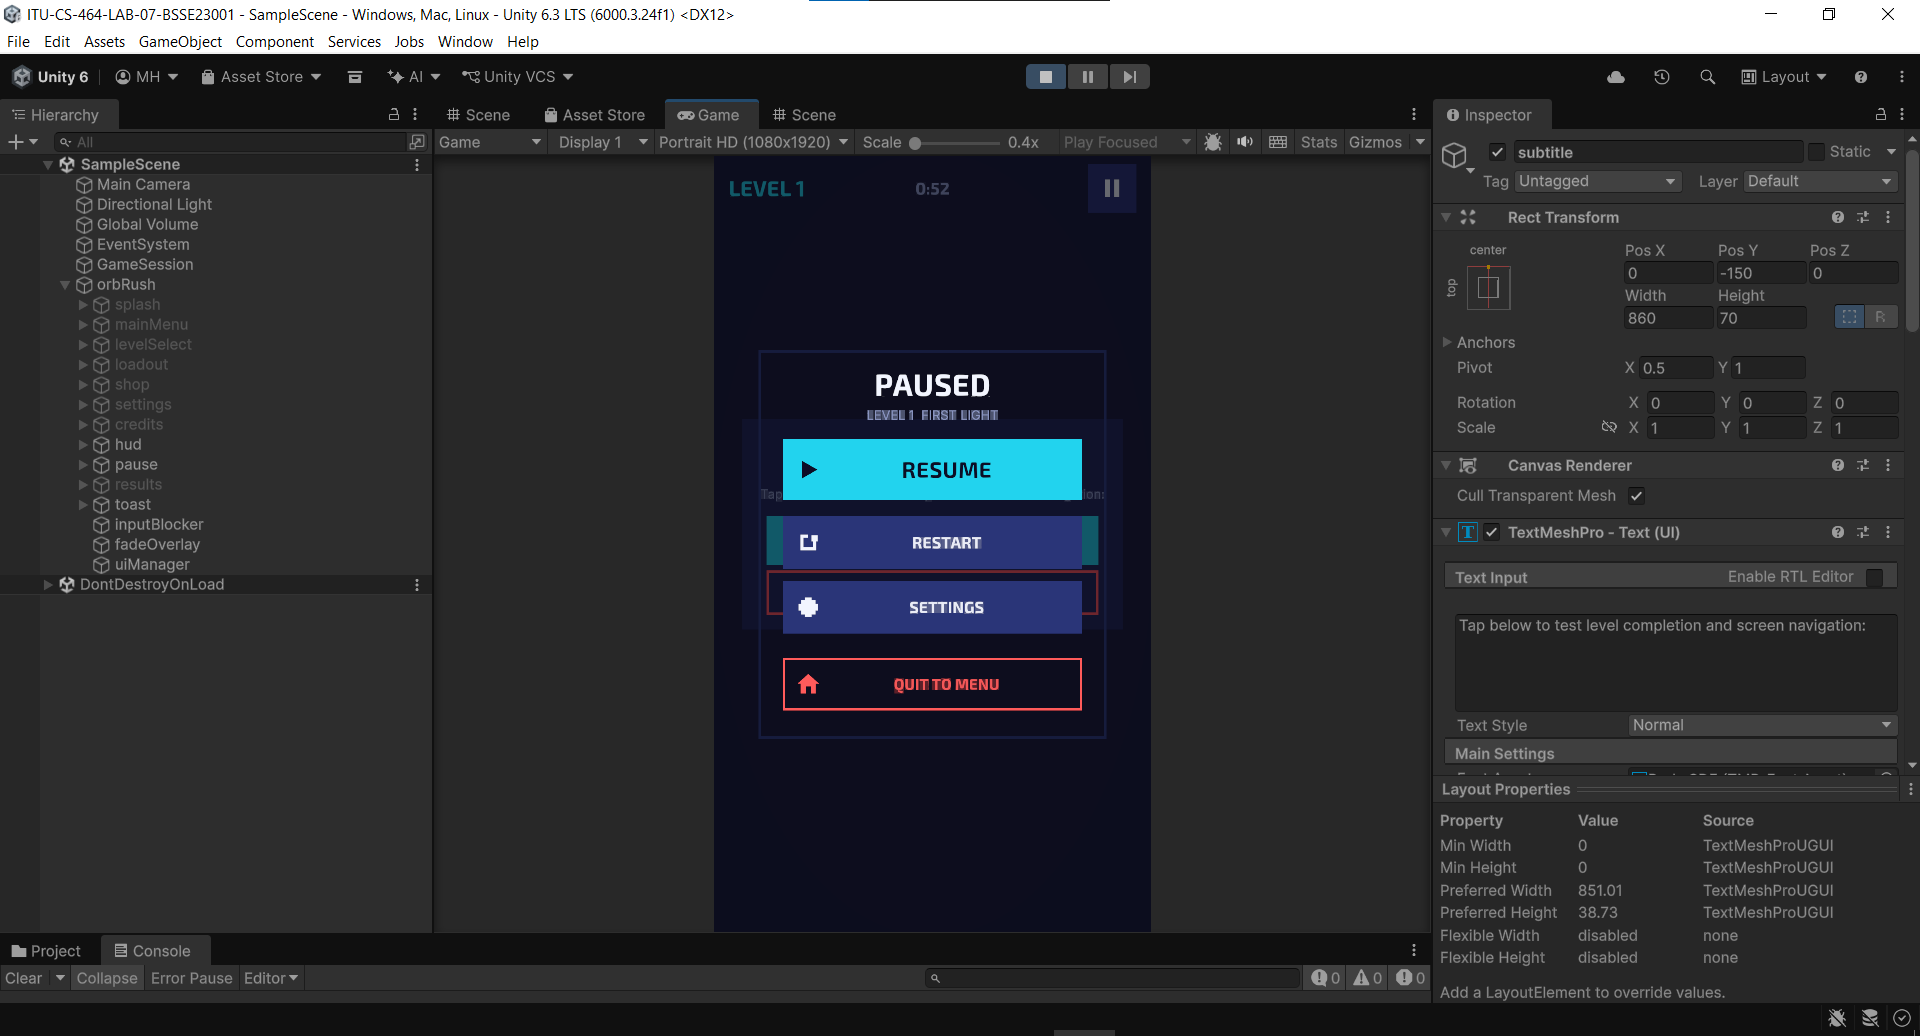 ITU-CS-464-LAB-07-BSSE23001 - SampleScene - Windows, Mac, Linux - Unity 6.3 LTS (6000.3.24f1) <DX12>
File Edit Assets GameObject Component Services Jobs Window Help
Unity 6 MH Asset Store AI Unity VCS Layout
Hierarchy
All
SampleScene
Main Camera
Directional Light
Global Volume
EventSystem
GameSession
orbRush
splash
mainMenu
levelSelect
loadout
shop
settings
credits
hud
pause
results
toast
inputBlocker
fadeOverlay
uiManager
DontDestroyOnLoad
Scene Asset Store Game Scene
Game Display 1 Portrait HD (1080x1920) Scale 0.4x Play Focused Stats Gizmos
LEVEL 1 0:52
PAUSED
LEVEL 1 FIRST LIGHT
RESUME
Tap
RESTART
SETTINGS
QUIT TO MENU
Project Console
Clear Collapse Error Pause Editor
0 0 0
Inspector
subtitle Static
Tag Untagged Layer Default
Rect Transform
center
top
Pos X Pos Y Pos Z
0 -150 0
Width Height
860 70 R
Anchors
Pivot X 0.5 Y 1
Rotation X 0 Y 0 Z 0
Scale X 1 Y 1 Z 1
Canvas Renderer
Cull Transparent Mesh
TextMeshPro - Text (UI)
Text Input Enable RTL Editor
Tap below to test level completion and screen navigation:
Text Style Normal
Main Settings
Layout Properties
Property Value Source
Min Width 0 TextMeshProUGUI
Min Height 0 TextMeshProUGUI
Preferred Width 851.01 TextMeshProUGUI
Preferred Height 38.73 TextMeshProUGUI
Flexible Width disabled none
Flexible Height disabled none
Add a LayoutElement to override values.